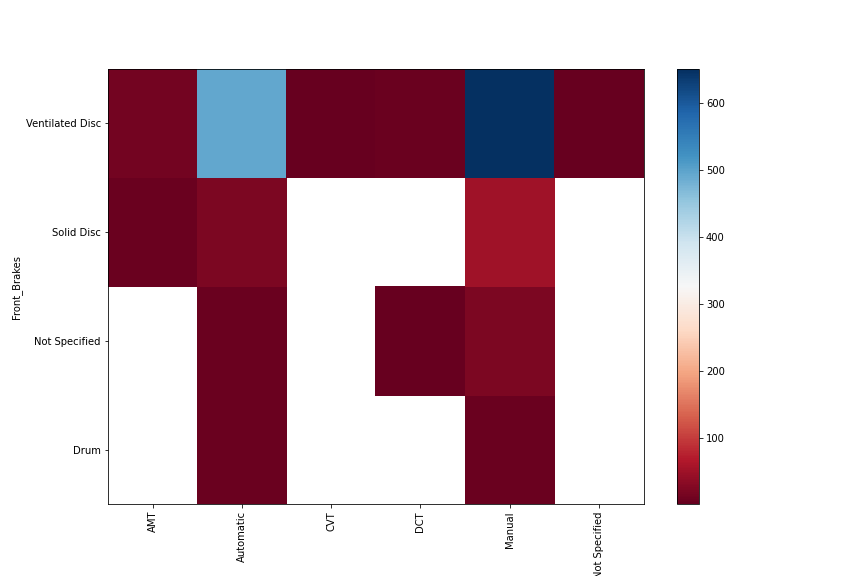 Ventilated Disc
Solid Disc
Not Specified
Drum
Front_Brakes
AMT
Automatic
CVT
DCT
Manual
Not Specified
600
500
400
300
200
100